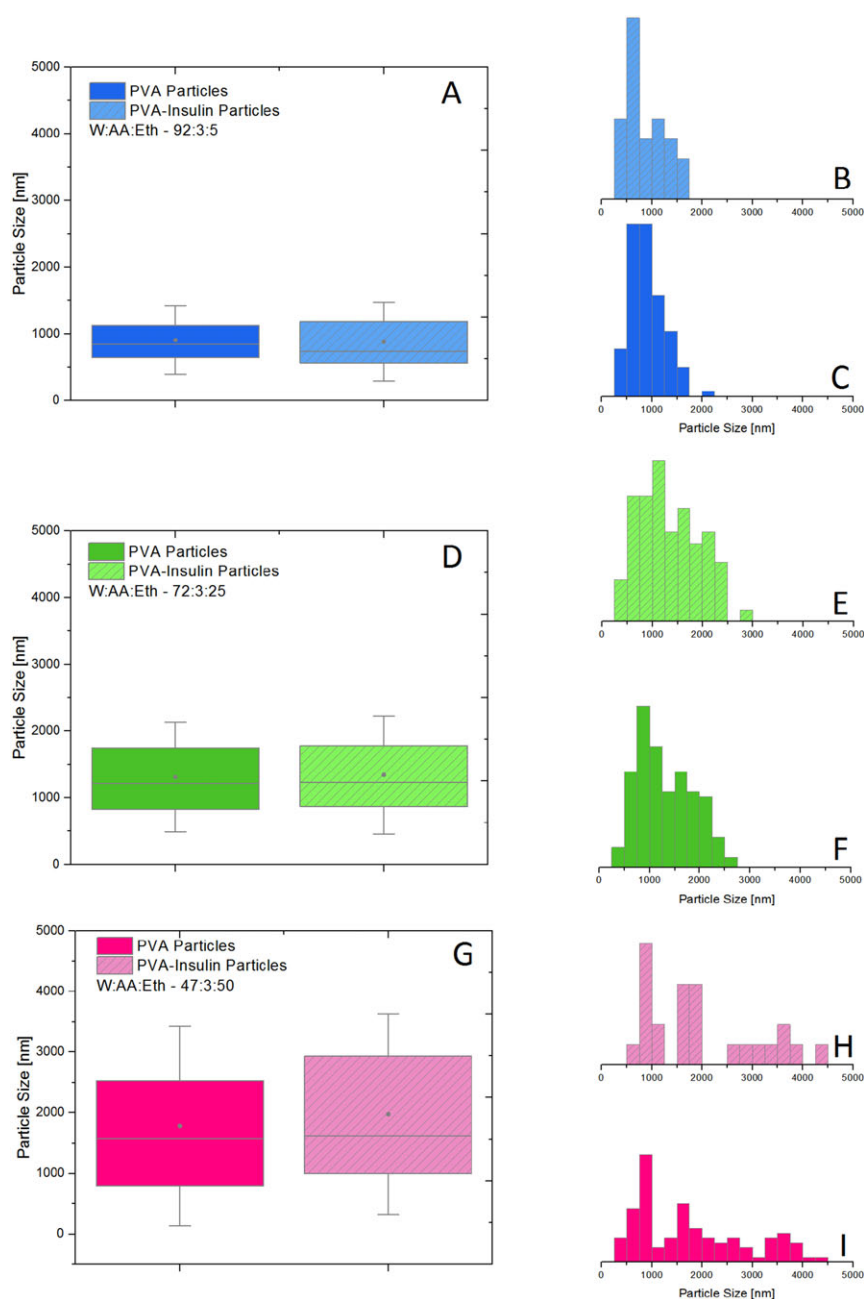 A
PVA Particles
PVA-Insulin Particles
W:AA:Eth - 92:3:5
5000
4000
3000
2000
1000
0
Particle Size [nm]
B
0 1000 2000 3000 4000 5000
C
0 1000 2000 3000 4000 5000
Particle Size [nm]
D
PVA Particles
PVA-Insulin Particles
W:AA:Eth - 72:3:25
5000
4000
3000
2000
1000
0
Particle Size [nm]
E
0 1000 2000 3000 4000 5000
F
0 1000 2000 3000 4000 5000
G
PVA Particles
PVA-Insulin Particles
W:AA:Eth - 47:3:50
5000
4000
3000
2000
1000
0
Particle Size [nm]
H
0 1000 2000 3000 4000 5000
I
0 1000 2000 3000 4000 5000
Particle Size [nm]